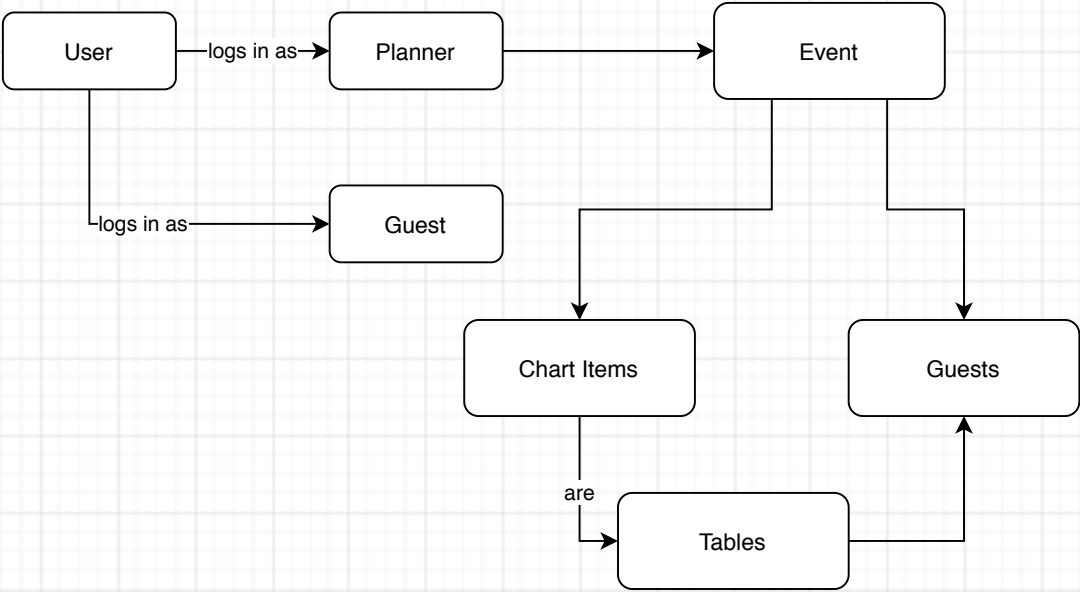 User
logs in as
Planner
Event
logs in as
Guest
Chart Items
Guests
are
Tables